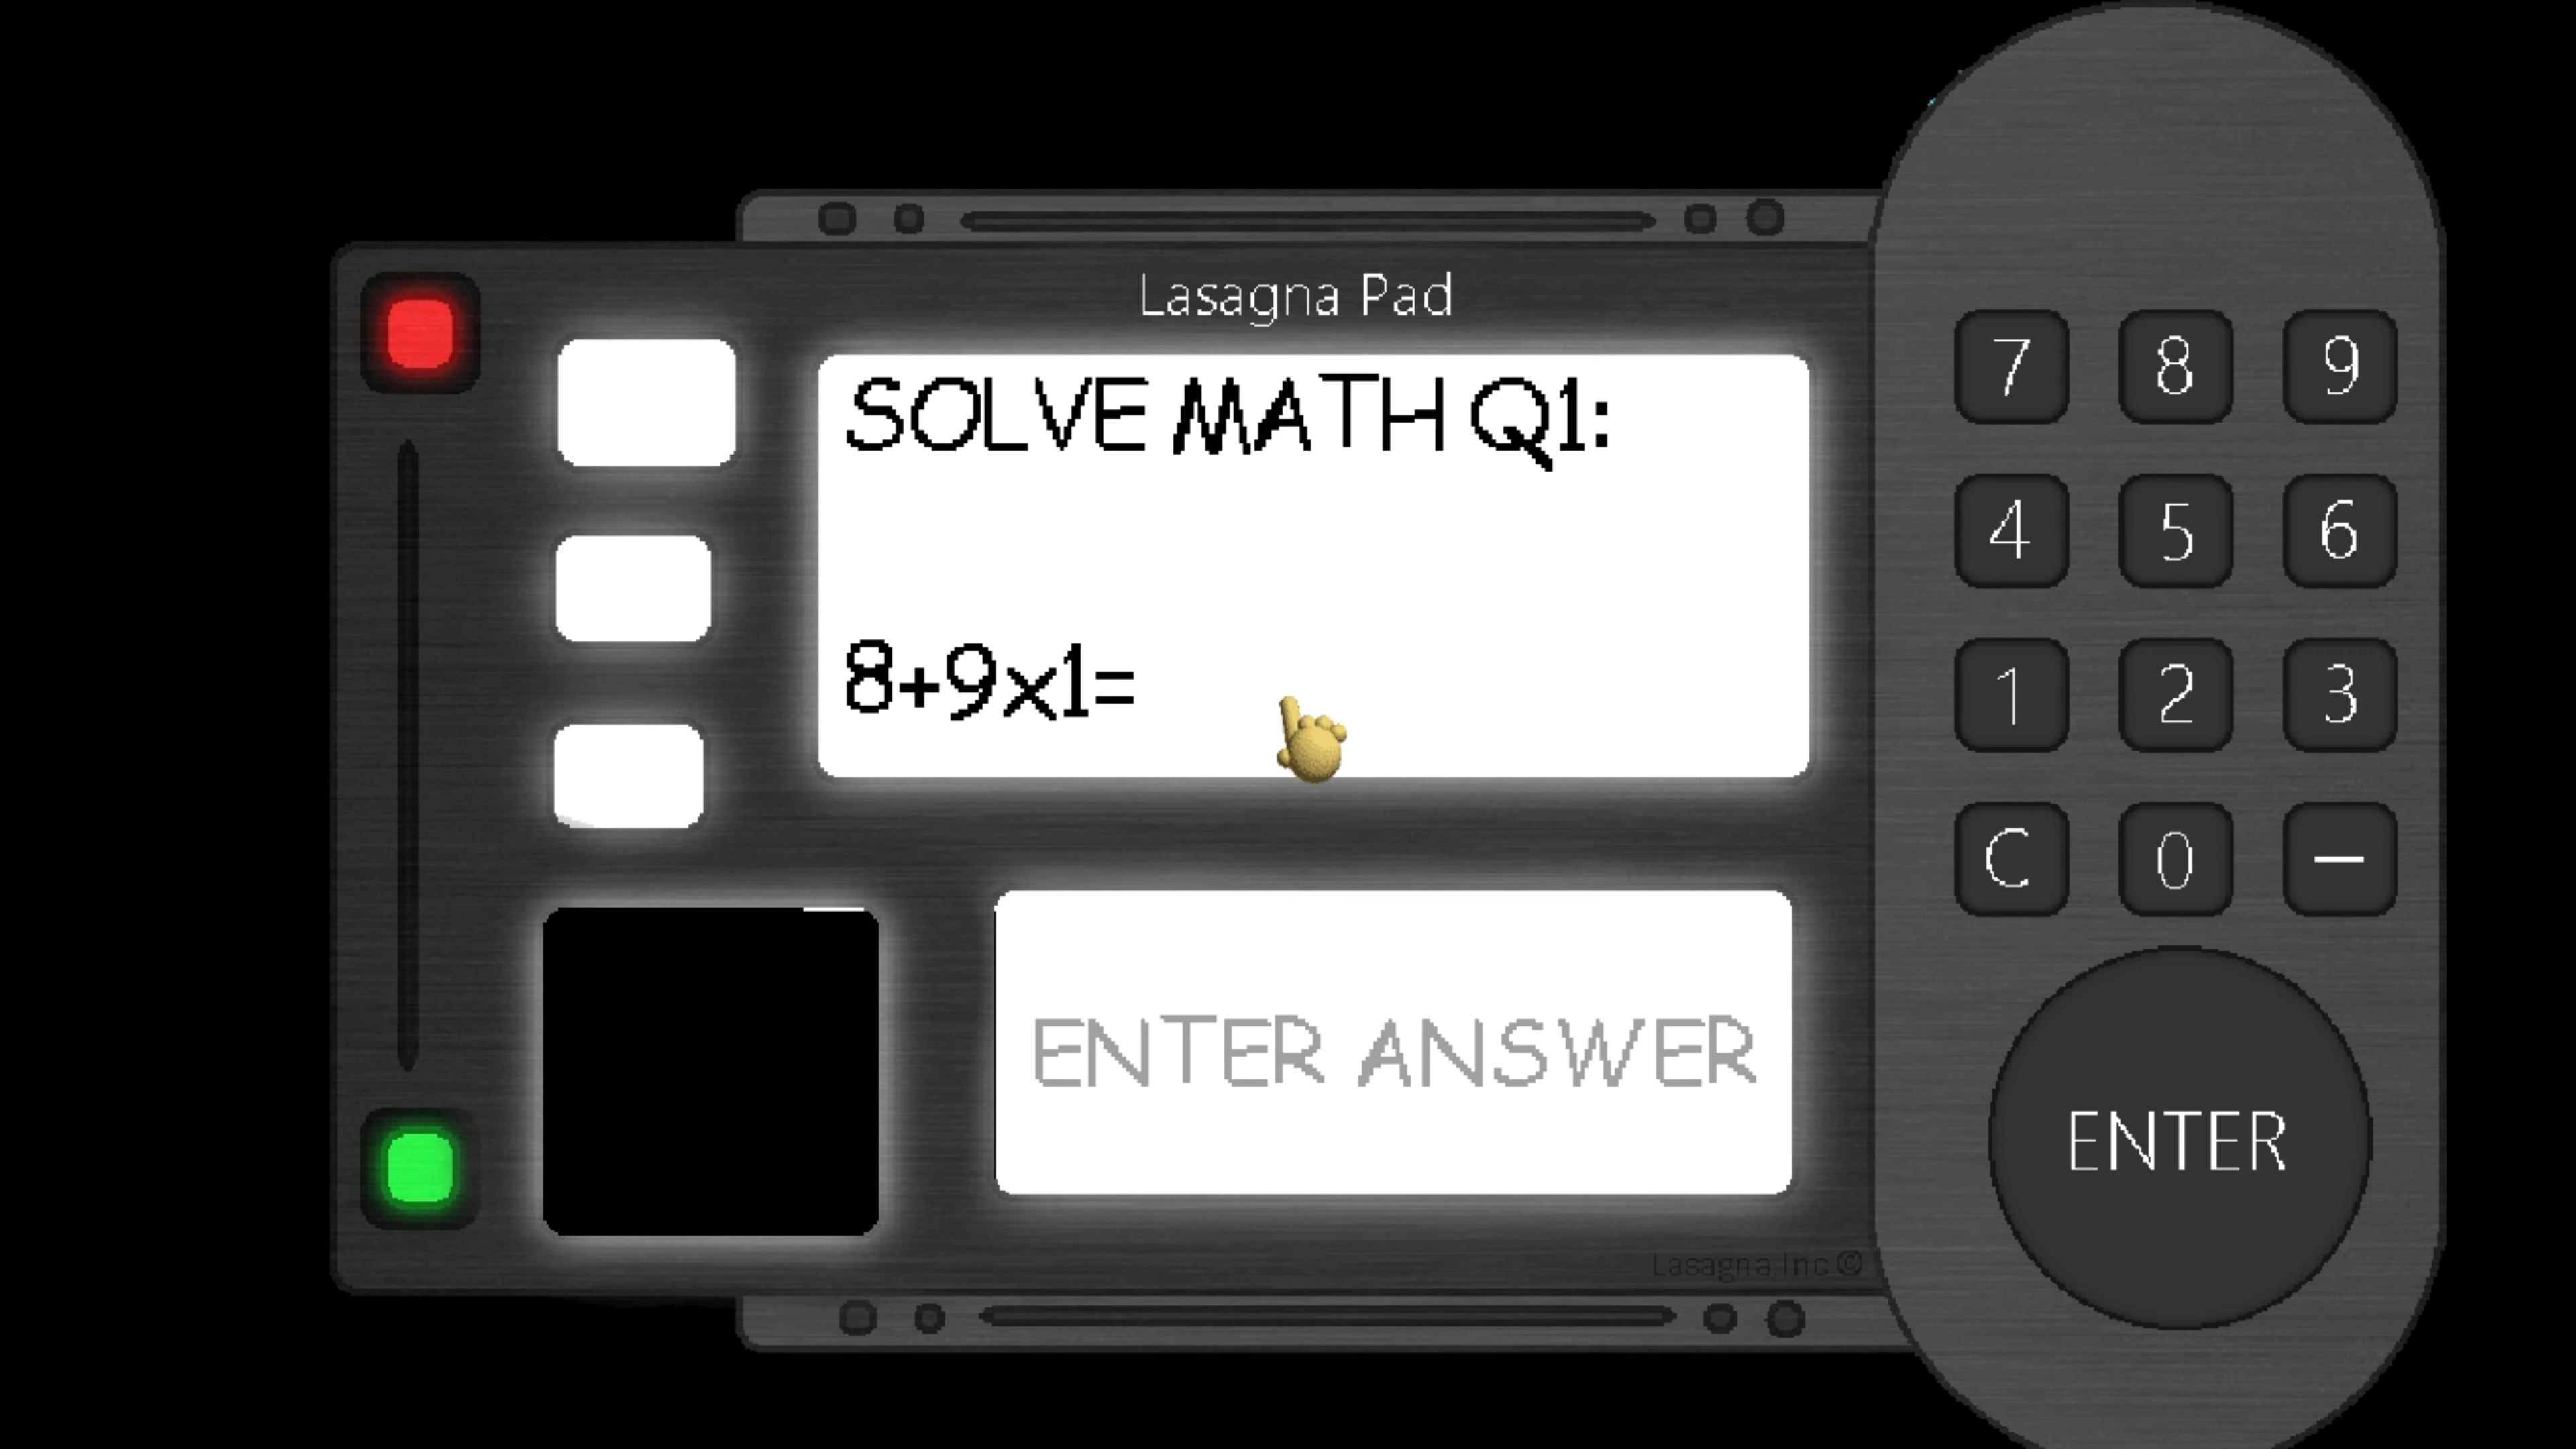 Lasagna Pad
SOLVE MATH Q1:
8+9x1=
7 8 9
4 5 6
1 2 3
C 0 —
ENTER ANSWER
ENTER
Lasagna.Inc ©